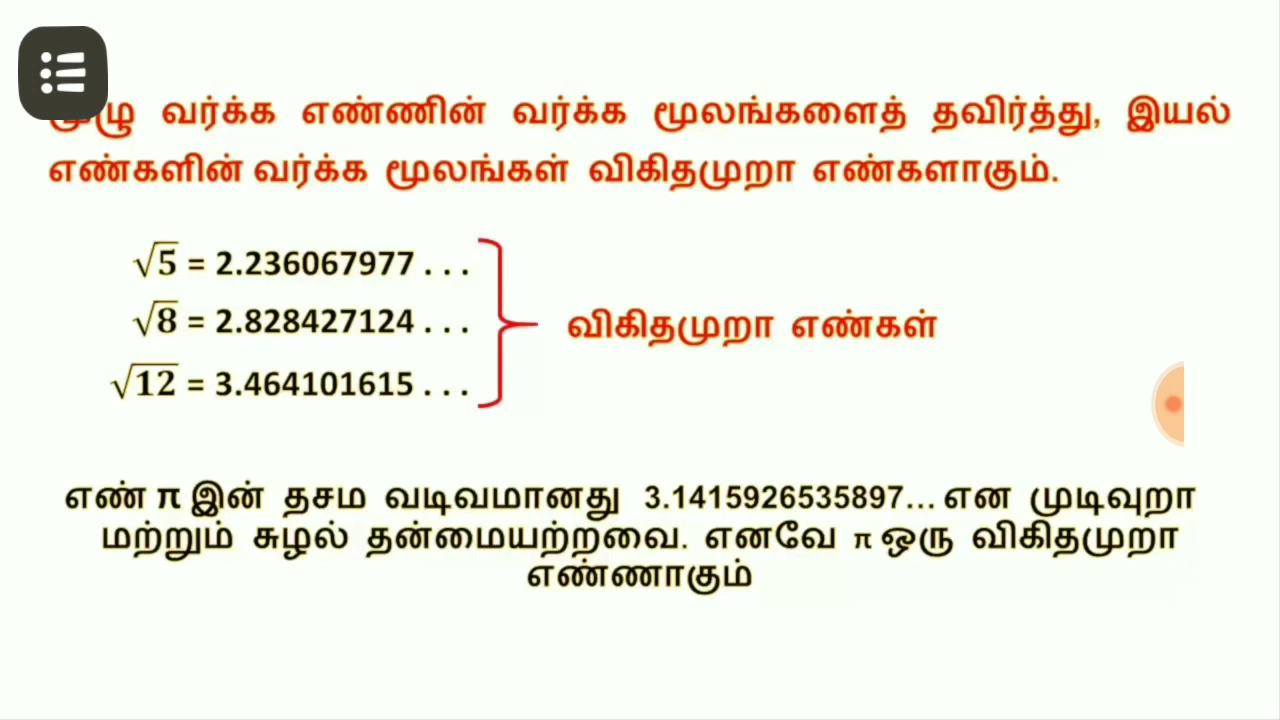 வர்க்க எண்ணின் வர்க்க மூலங்களைத் தவிர்த்து, இயல்
எண்களின் வர்க்க மூலங்கள் விகிதமுறா எண்களாகும்.
√5 = 2.236067977 . . .
√8 = 2.828427124 . . .
√12 = 3.464101615 . . .
விகிதமுறா எண்கள்
எண் π இன் தசம வடிவமானது 3.1415926535897... என முடிவுறா
மற்றும் சுழல் தன்மையற்றவை. எனவே π ஒரு விகிதமுறா
எண்ணாகும்